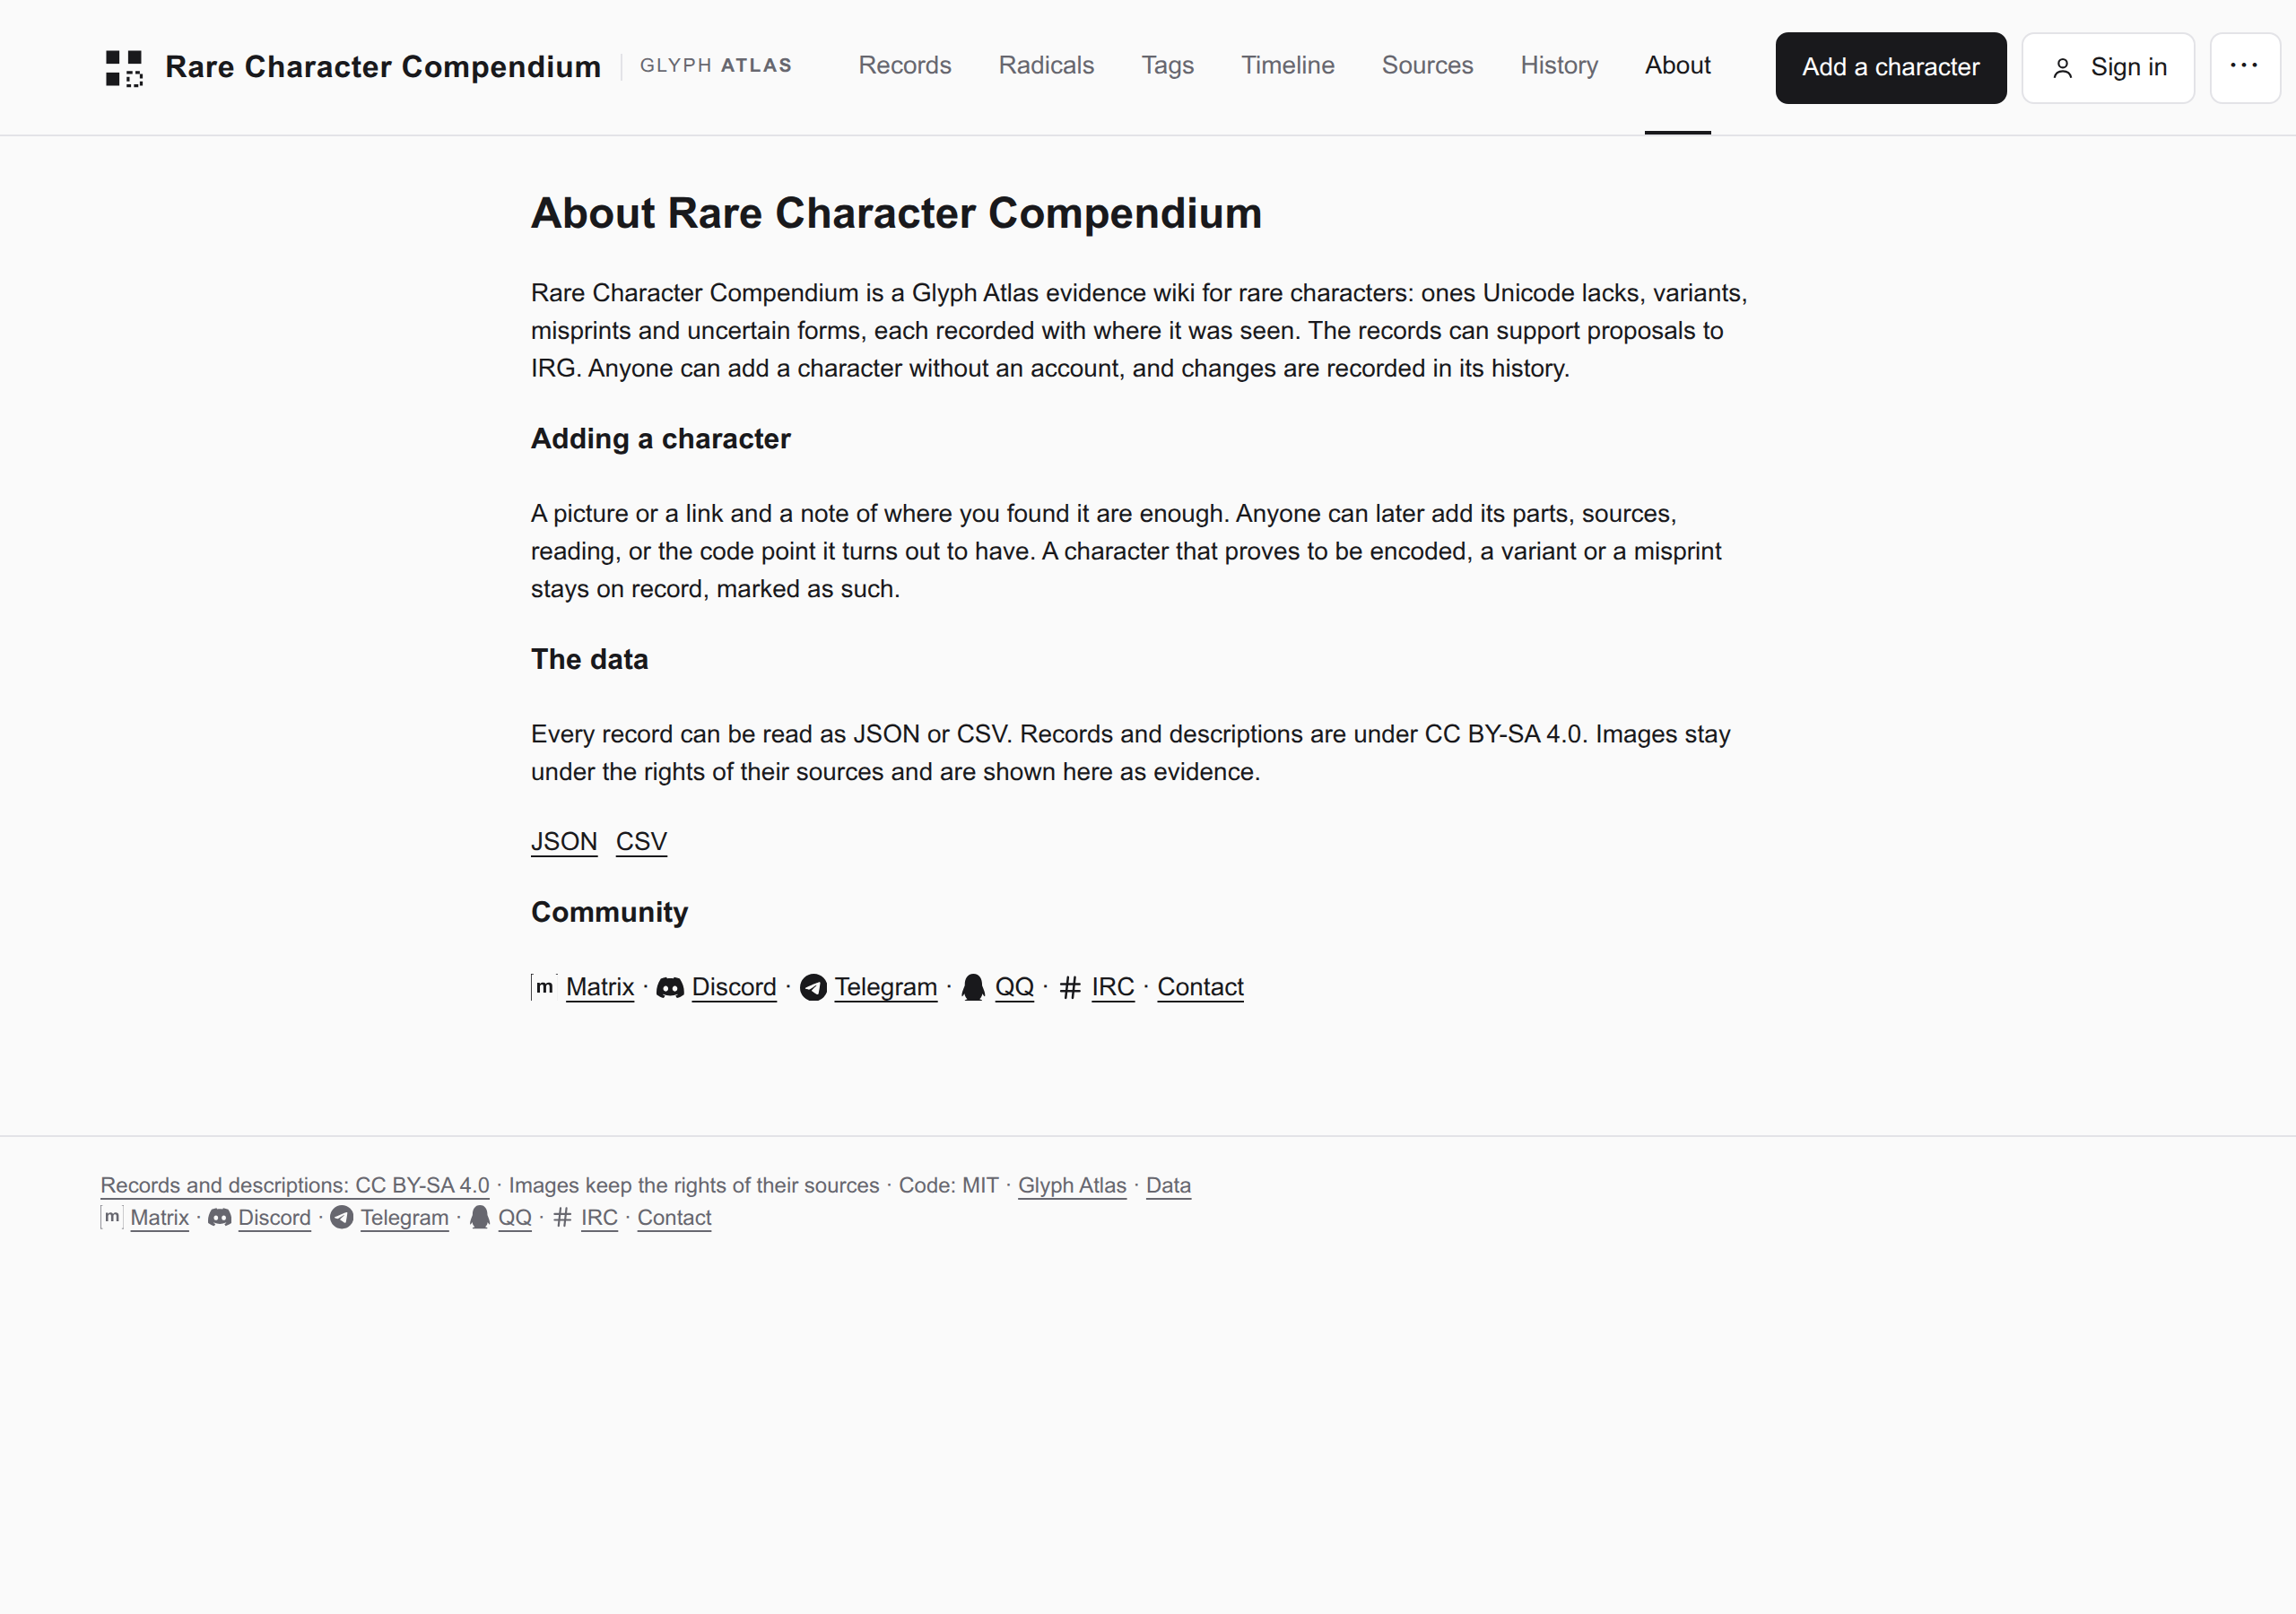 Rare Character Compendium GLYPH ATLAS Records Radicals Tags Timeline Sources History About Add a character Sign in ···
About Rare Character Compendium
Rare Character Compendium is a Glyph Atlas evidence wiki for rare characters: ones Unicode lacks, variants,
misprints and uncertain forms, each recorded with where it was seen. The records can support proposals to
IRG. Anyone can add a character without an account, and changes are recorded in its history.
Adding a character
A picture or a link and a note of where you found it are enough. Anyone can later add its parts, sources,
reading, or the code point it turns out to have. A character that proves to be encoded, a variant or a misprint
stays on record, marked as such.
The data
Every record can be read as JSON or CSV. Records and descriptions are under CC BY-SA 4.0. Images stay
under the rights of their sources and are shown here as evidence.
JSON CSV
Community
[m] Matrix · Discord · Telegram · QQ · # IRC · Contact
Records and descriptions: CC BY-SA 4.0 · Images keep the rights of their sources · Code: MIT · Glyph Atlas · Data
[m] Matrix · Discord · Telegram · QQ · # IRC · Contact